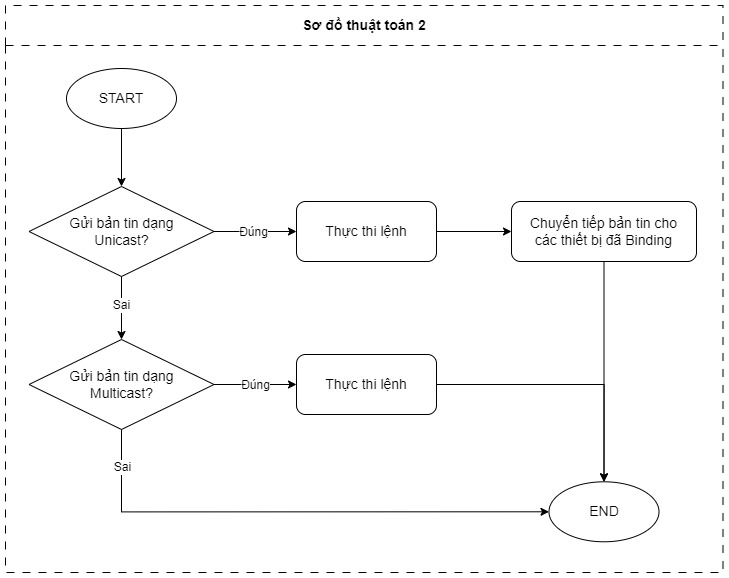 Sơ đồ thuật toán 2
START
Gửi bản tin dạng
Unicast?
Đúng
Thực thi lệnh
Chuyển tiếp bản tin cho
các thiết bị đã Binding
Sai
Gửi bản tin dạng
Multicast?
Đúng
Thực thi lệnh
Sai
END